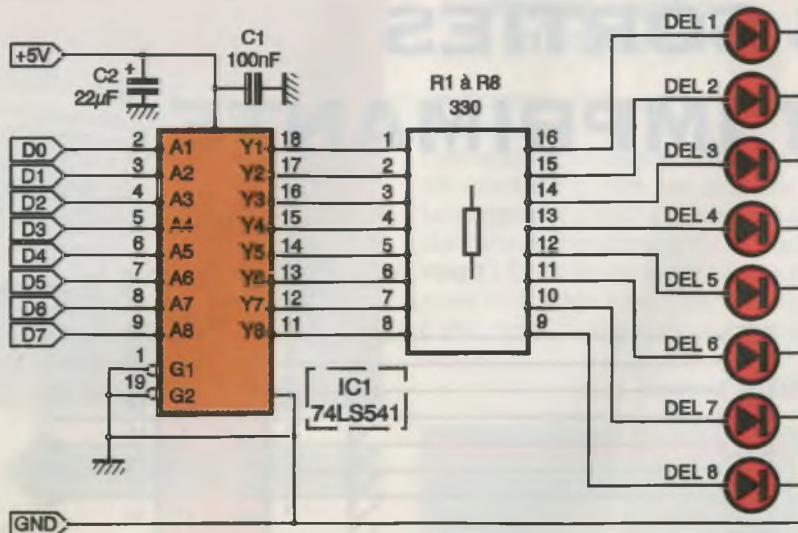 +5V
C2 +
22µF
C1
100nF
R1 à R8
330
D0 2 A1 Y1 18 1 16 DEL 1
D1 3 A2 Y2 17 2 15 DEL 2
D2 4 A3 Y3 16 3 14 DEL 3
D3 5 A4 Y4 15 4 13 DEL 4
D4 6 A5 Y5 14 5 12 DEL 5
D5 7 A6 Y6 13 6 11 DEL 6
D6 8 A7 Y7 12 7 10 DEL 7
D7 9 A8 Y8 11 8 9 DEL 8
1 G1
19 G2
IC1
74LS541
GND